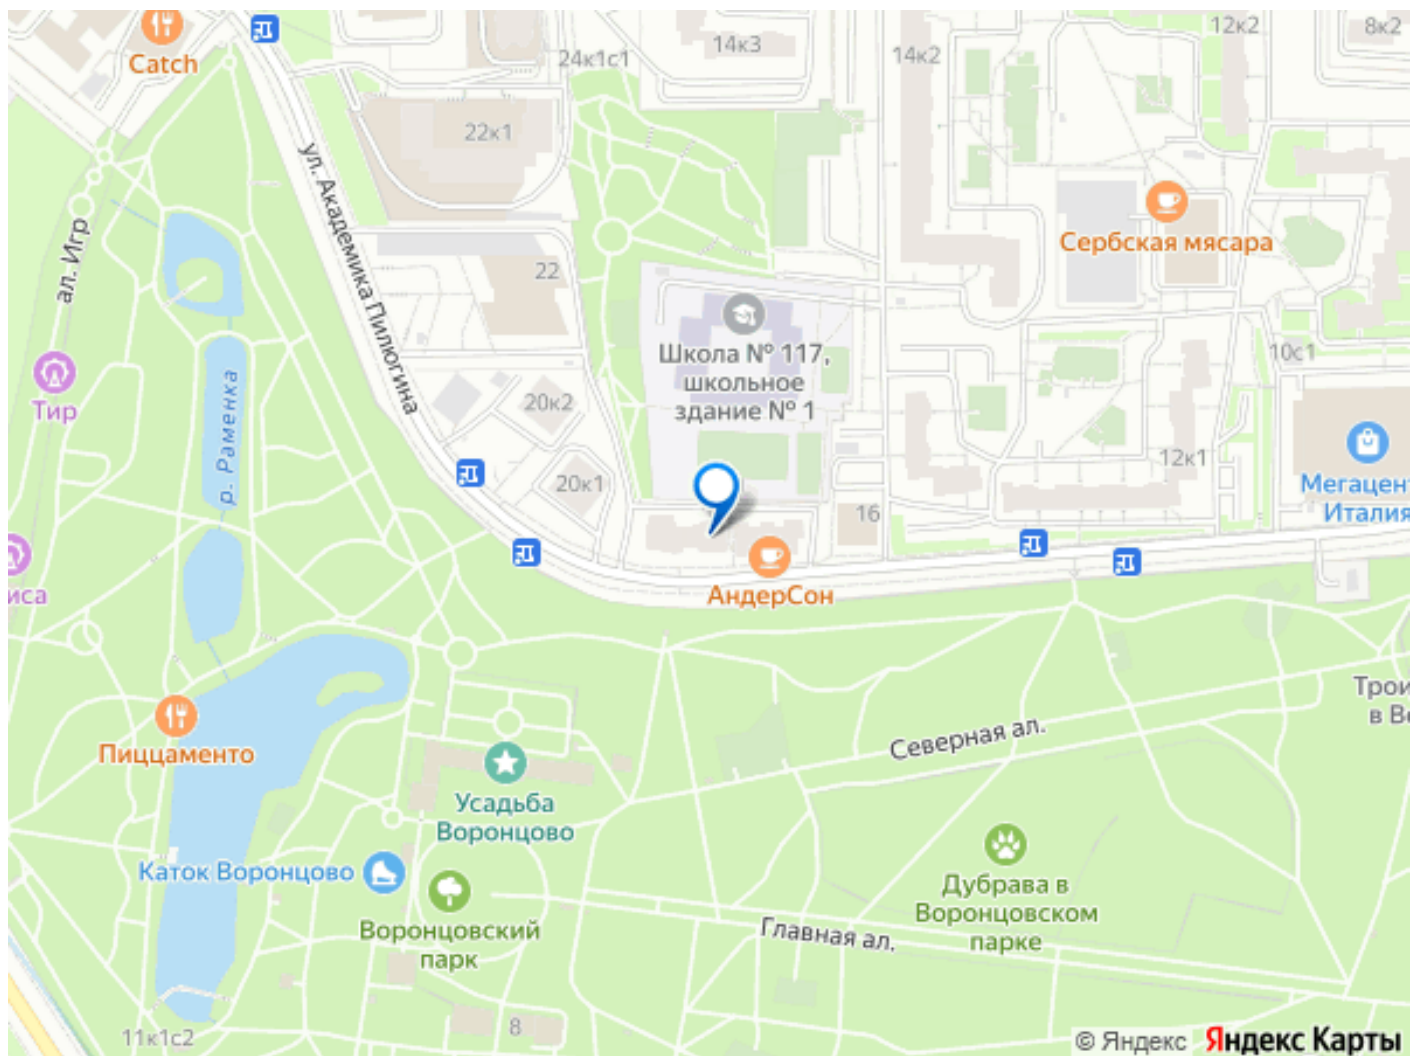 Catch
24к1с1
14к3
14к2
12к2
8к2
22к1
ул. Академика Пилюгина
ал. Игр
Сербская мясара
22
Школа № 117,
школьное
здание № 1
10с1
Тир
р. Раменка
20к2
20к1
12к1
16
Мегацент
Италия
АндерСон
иса
Трои
в Во
Пиццаменто
Северная ал.
Усадьба
Воронцово
Каток Воронцово
Дубрава в
Воронцовском
парке
Воронцовский
парк
Главная ал.
11к1с2
8
© Яндекс Яндекс Карты